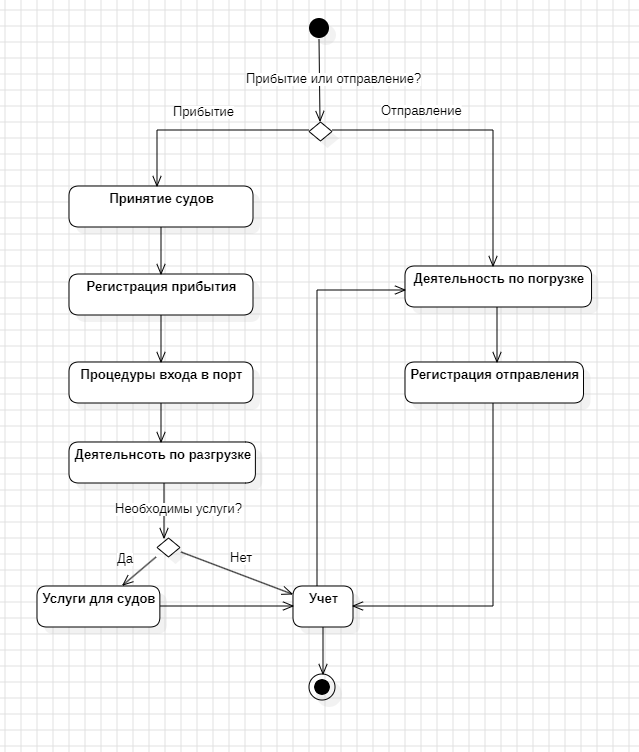 Прибытие или отправление?
Прибытие
Отправление
Принятие судов
Регистрация прибытия
Деятельность по погрузке
Процедуры входа в порт
Регистрация отправления
Деятельнсоть по разгрузке
Необходимы услуги?
Да
Нет
Услуги для судов
Учет